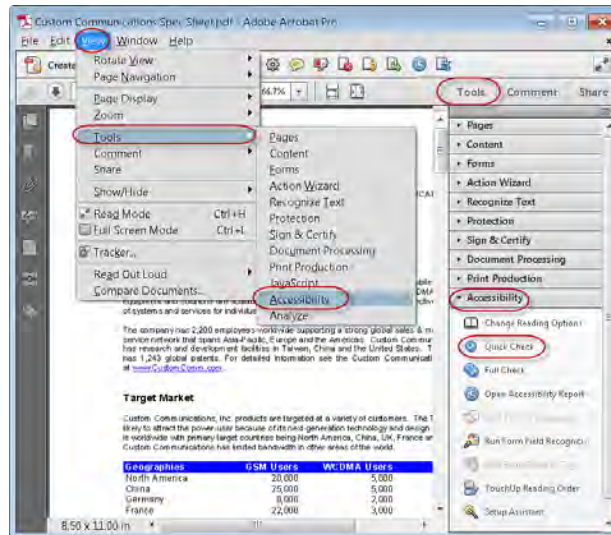 Custom Communications Spec Sheet.pdf - Adobe Acrobat Pro
File Edit View Window Help
Create
66.7%
Tools Comment Share
Rotate View
Page Navigation
Page Display
Zoom
Tools
Comment
Share
Show/Hide
Read Mode Ctrl+H
Full Screen Mode Ctrl+L
Tracker...
Read Out Loud
Compare Documents...
Pages
Content
Forms
Action Wizard
Recognize Text
Protection
Sign & Certify
Document Processing
Print Production
JavaScript
Accessibility
Analyze
Pages
Content
Forms
Action Wizard
Recognize Text
Protection
Sign & Certify
Document Processing
Print Production
Accessibility
Change Reading Option
Quick Check
Full Check
Open Accessibility Report
Run Form Field Recogniti
TouchUp Reading Order
Setup Assistant
of systems and services for individua
The company has 2,200 employees worldwide supporting a strong global sales & m
service network that spans Asia-Pacific, Europe and the Americas. Custom Commur
has research and development facilities in Taiwan, China and the United States. T
has 1,243 global patents. For detailed information see the Custom Communicati
at www.Custom Comm.com.
Target Market
Custom Communications, Inc. products are targeted at a variety of customers. The T
likely to attract the power-user because of its next-generation technology and design
is worldwide with primary target countries being North America, China, UK, France ar
Custom Communications has limited bandwidth in other areas of the world.
Geographies GSM Users WCDMA Users
North America 20,000 5,000
China 25,000 5,000
Germany 8,000 2,000
France 22,000 3,000
8.50 x 11.00 in